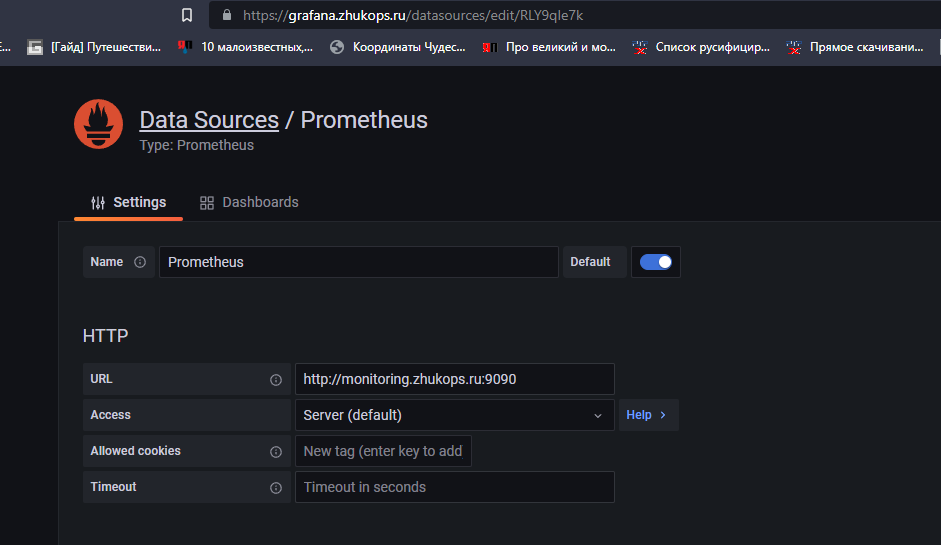 https://grafana.zhukops.ru/datasources/edit/RLY9qle7k
[Гайд] Путешестви... 10 малоизвестных,... Координаты Чудес... Про великий и мо... Список русифицир... Прямое скачивани...
Data Sources / Prometheus
Type: Prometheus
Settings Dashboards
Name Prometheus Default
HTTP
URL http://monitoring.zhukops.ru:9090
Access Server (default) Help
Allowed cookies New tag (enter key to add
Timeout Timeout in seconds